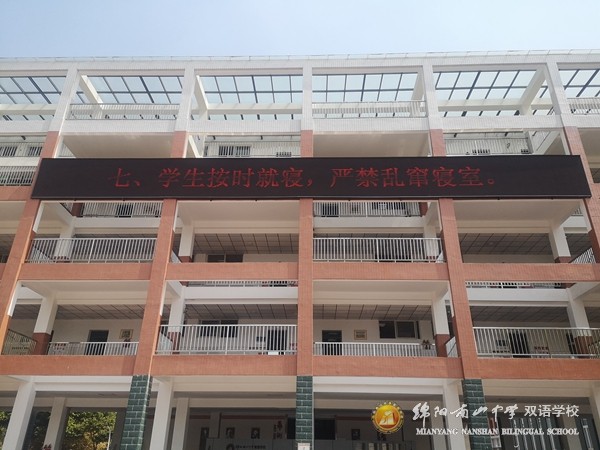 七、学生按时就寝，严禁乱窜寝室。
绵阳南山中学 双语学校
MIANYANG NANSHAN BILINGUAL SCHOOL